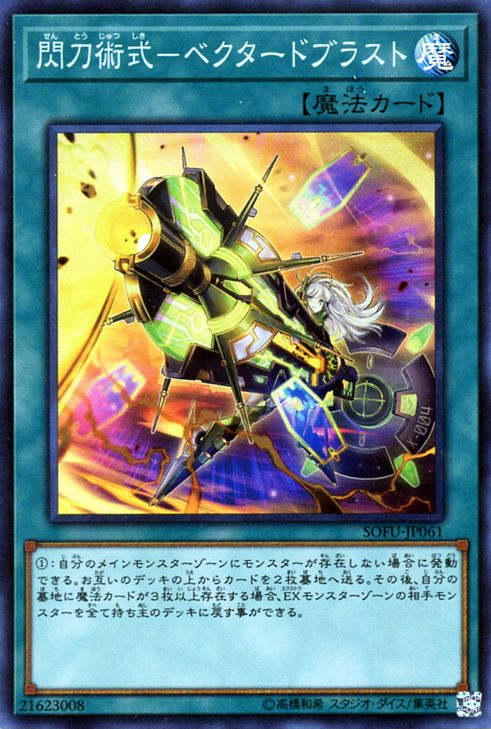 閃刀術式－ベクタードブラスト 魔
【魔法カード】
X-004
SOFU-JP061
①：自分のメインモンスターゾーンにモンスターが存在しない場合に発動
できる。お互いのデッキの上からカードを２枚墓地へ送る。その後、自分の
墓地に魔法カードが３枚以上存在する場合、EXモンスターゾーンの相手モン
スターを全て持ち主のデッキに戻す事ができる。
21623008 ©高橋和希 スタジオ・ダイス/集英社